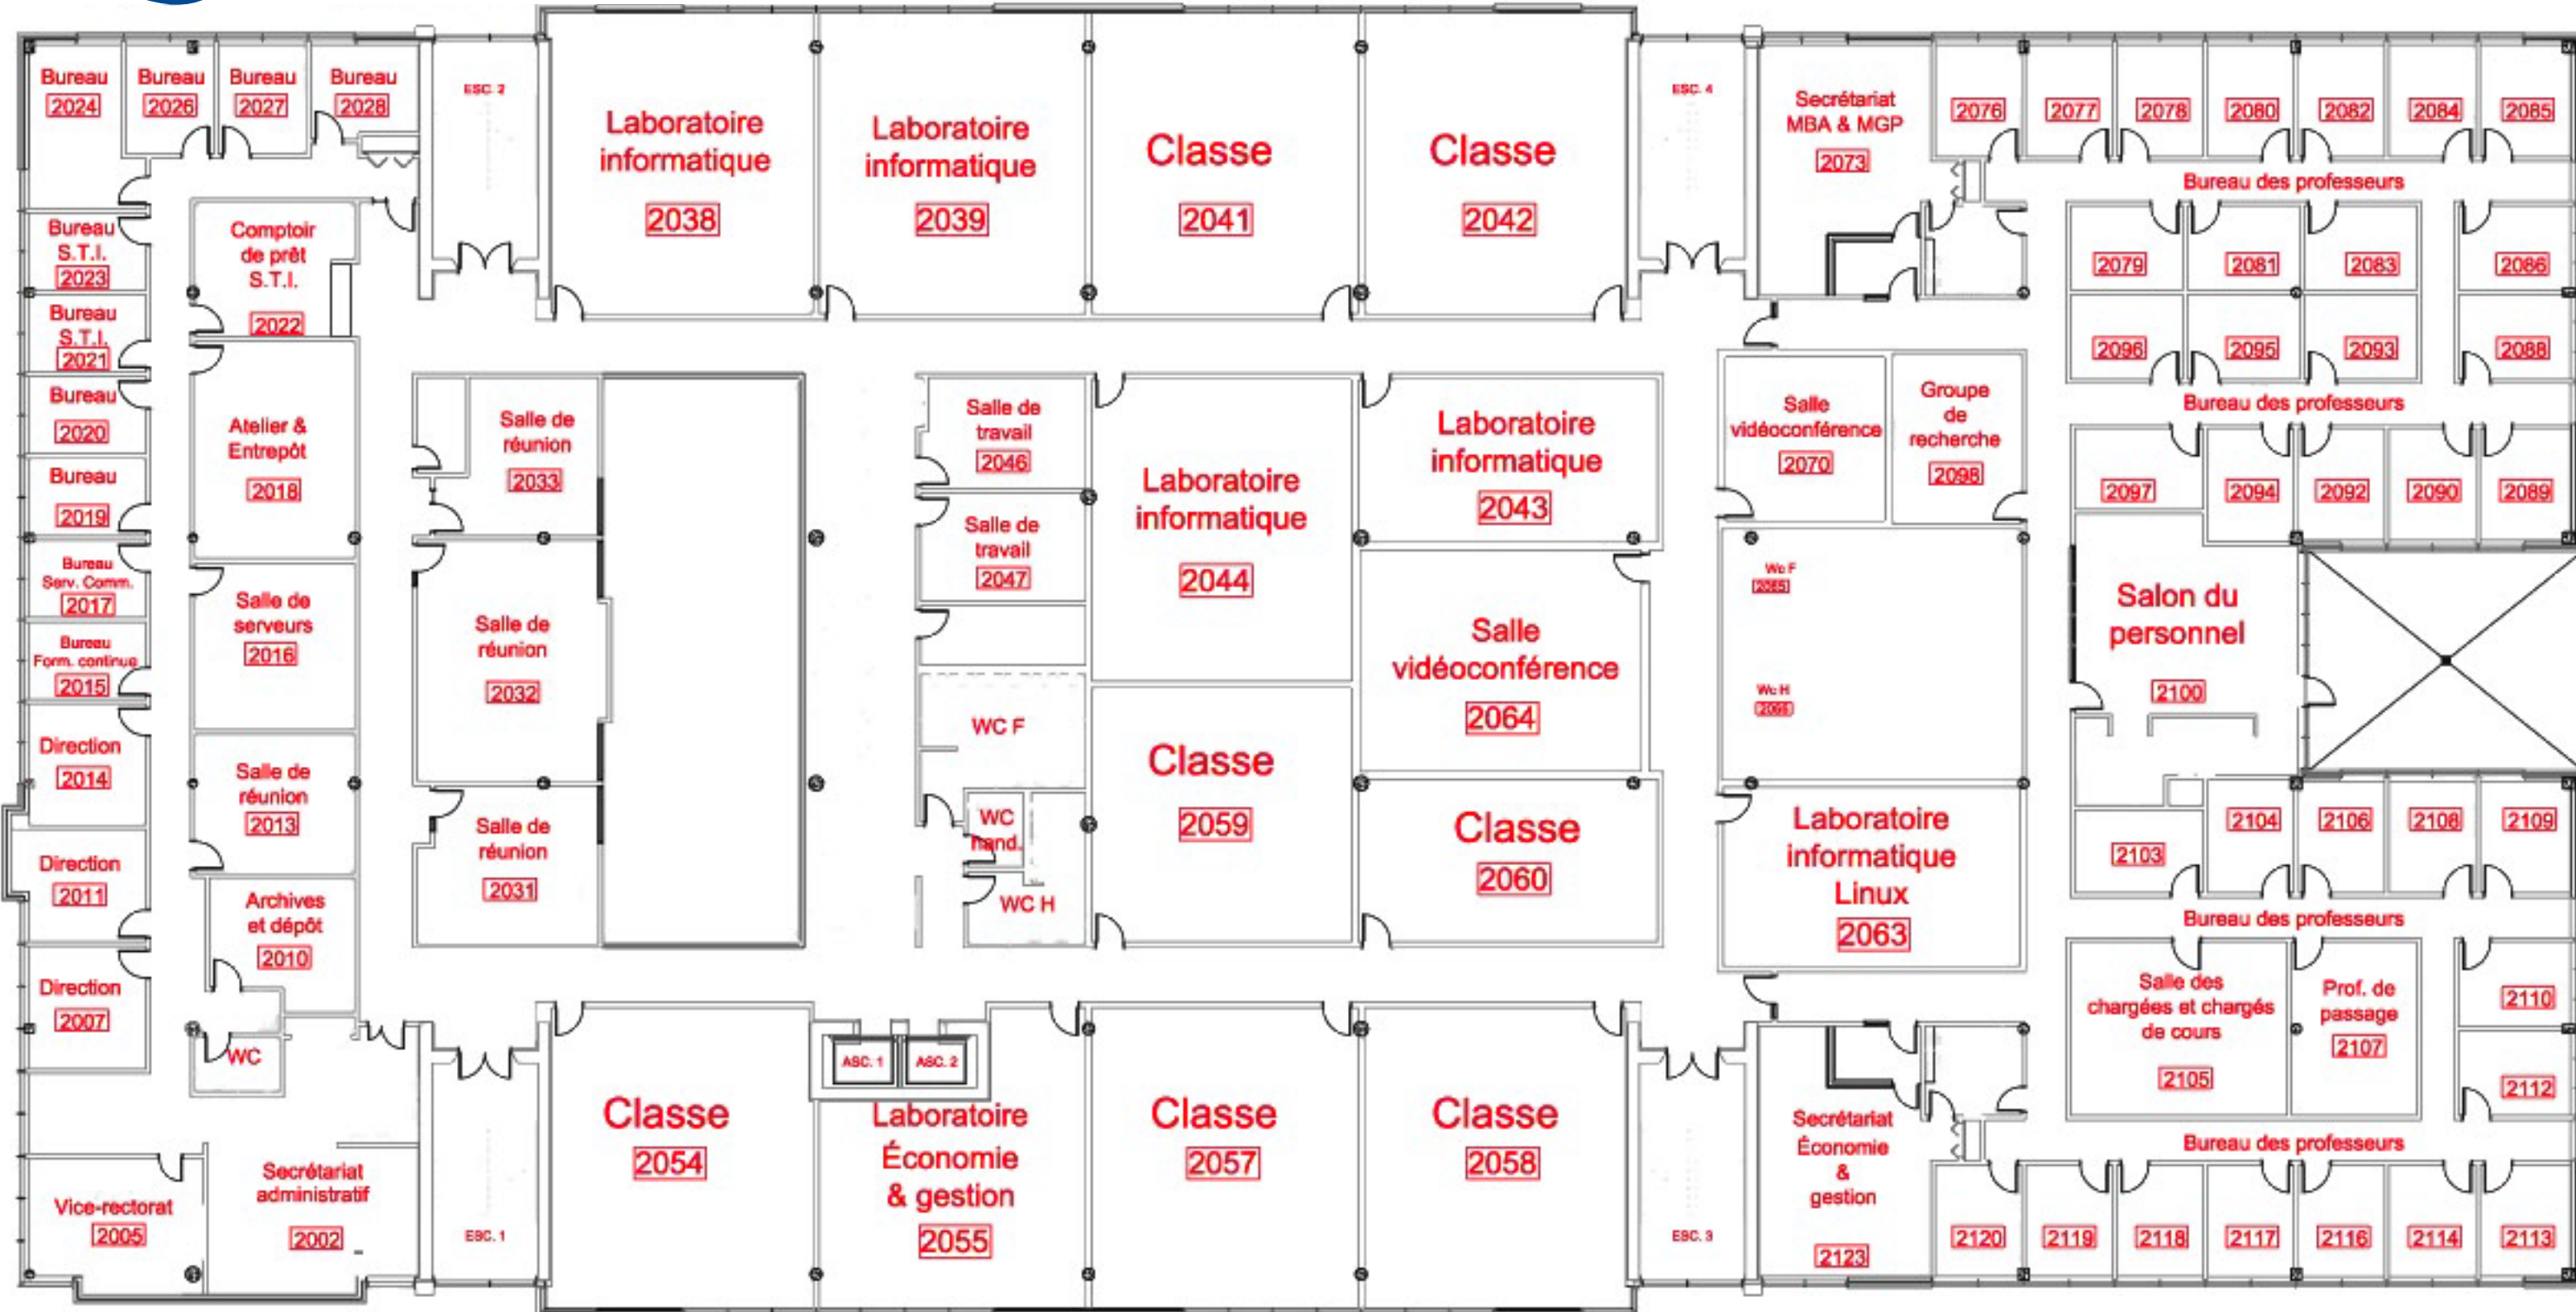 Bureau
2024
Bureau
2026
Bureau
2027
Bureau
2028
ESC. 2
Laboratoire
informatique
2038
Laboratoire
informatique
2039
Classe
2041
Classe
2042
ESC. 4
Secrétariat
MBA & MGP
2073
2076
2077
2078
2080
2082
2084
2085
Bureau des professeurs
Bureau
S.T.I.
2023
Comptoir
de prêt
S.T.I.
2022
2079
2081
2083
2086
Bureau
S.T.I.
2021
2096
2095
2093
2088
Bureau des professeurs
Bureau
2020
Atelier &
Entrepôt
2018
Salle de
réunion
2033
Salle de
travail
2046
Laboratoire
informatique
2044
Laboratoire
informatique
2043
Salle
vidéoconférence
2070
Groupe
de
recherche
2098
2097
2094
2092
2090
2089
Bureau
2019
Salle de
travail
2047
Bureau
Serv. Comm.
2017
Salle de
serveurs
2016
Bureau
Form. continue
2015
Salle de
réunion
2032
Salle
vidéoconférence
2064
Wc F
2065
Wc H
2066
Salon du
personnel
2100
WC F
Direction
2014
Salle de
réunion
2013
Salle de
réunion
2031
WC
hand.
WC H
Classe
2059
Classe
2060
Laboratoire
informatique
Linux
2063
2103
2104
2106
2108
2109
Bureau des professeurs
Direction
2011
Archives
et dépôt
2010
Direction
2007
WC
Salle des
chargées et chargés
de cours
2105
Prof. de
passage
2107
2110
2112
Bureau des professeurs
Vice-rectorat
2005
Secrétariat
administratif
2002
ESC. 1
Classe
2054
ASC. 1
ASC. 2
Laboratoire
Économie
& gestion
2055
Classe
2057
Classe
2058
ESC. 3
Secrétariat
Économie
&
gestion
2123
2120
2119
2118
2117
2116
2114
2113